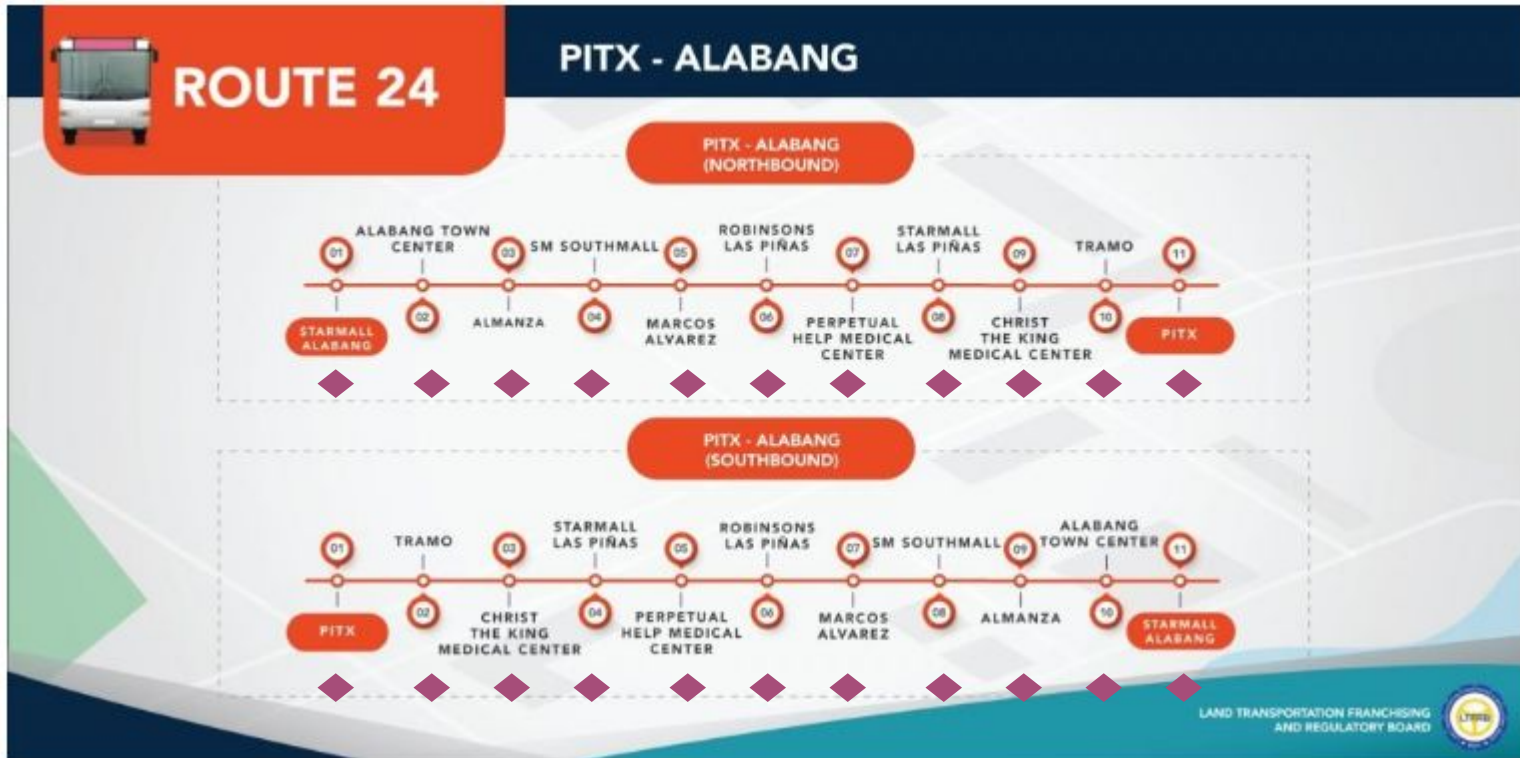 ROUTE 24
PITX - ALABANG
PITX - ALABANG
(NORTHBOUND)
01
STARMALL
ALABANG
ALABANG TOWN
CENTER
02
03
ALMANZA
SM SOUTHMALL
04
05
MARCOS
ALVAREZ
ROBINSONS
LAS PIÑAS
06
07
PERPETUAL
HELP MEDICAL
CENTER
STARMALL
LAS PIÑAS
08
09
CHRIST
THE KING
MEDICAL CENTER
TRAMO
10
11
PITX
PITX - ALABANG
(SOUTHBOUND)
01
PITX
TRAMO
02
03
CHRIST
THE KING
MEDICAL CENTER
STARMALL
LAS PIÑAS
04
05
PERPETUAL
HELP MEDICAL
CENTER
ROBINSONS
LAS PIÑAS
06
07
MARCOS
ALVAREZ
SM SOUTHMALL
08
09
ALMANZA
ALABANG
TOWN CENTER
10
11
STARMALL
ALABANG
LAND TRANSPORTATION FRANCHISING
AND REGULATORY BOARD
LTFRB